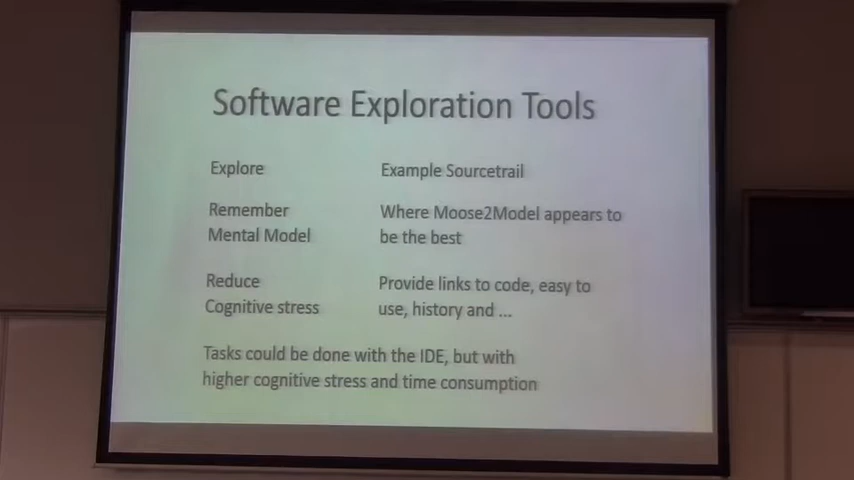 Software Exploration Tools
Explore
Example Sourcetrail
Remember
Mental Model
Where Moose2Model appears to
be the best
Reduce
Cognitive stress
Provide links to code, easy to
use, history and ...
Tasks could be done with the IDE, but with
higher cognitive stress and time consumption